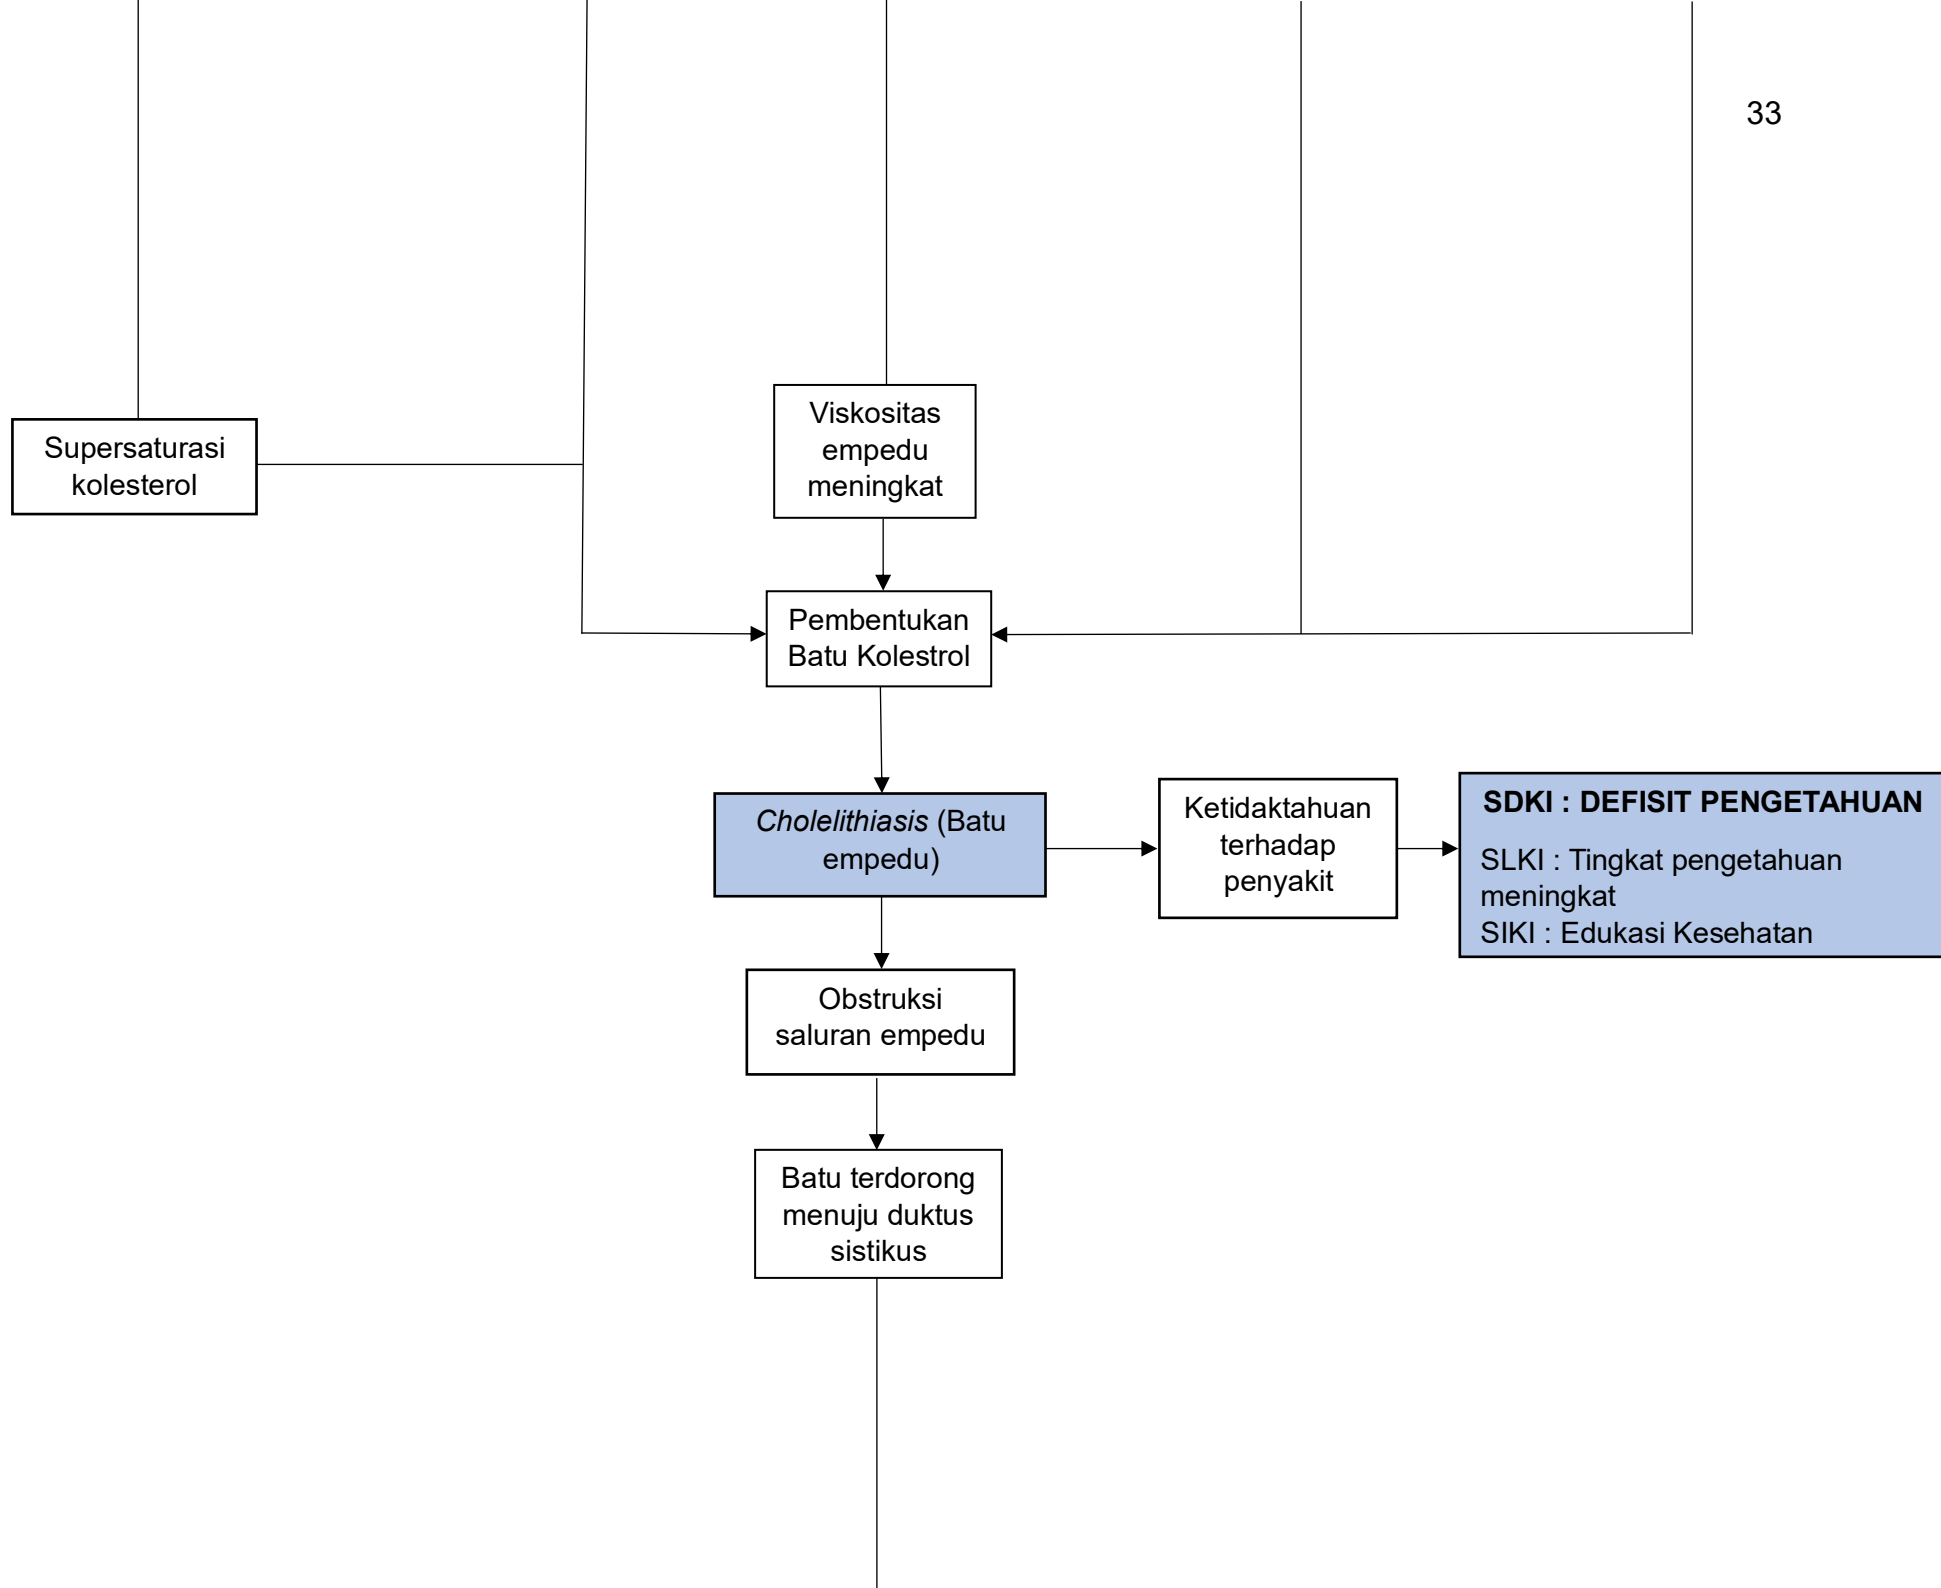 33
Viskositas
empedu
meningkat
Supersaturasi
kolesterol
Pembentukan
Batu Kolestrol
Cholelithiasis (Batu
empedu)
Ketidaktahuan
terhadap
penyakit
SDKI : DEFISIT PENGETAHUAN
SLKI : Tingkat pengetahuan
meningkat
SIKI : Edukasi Kesehatan
Obstruksi
saluran empedu
Batu terdorong
menuju duktus
sistikus